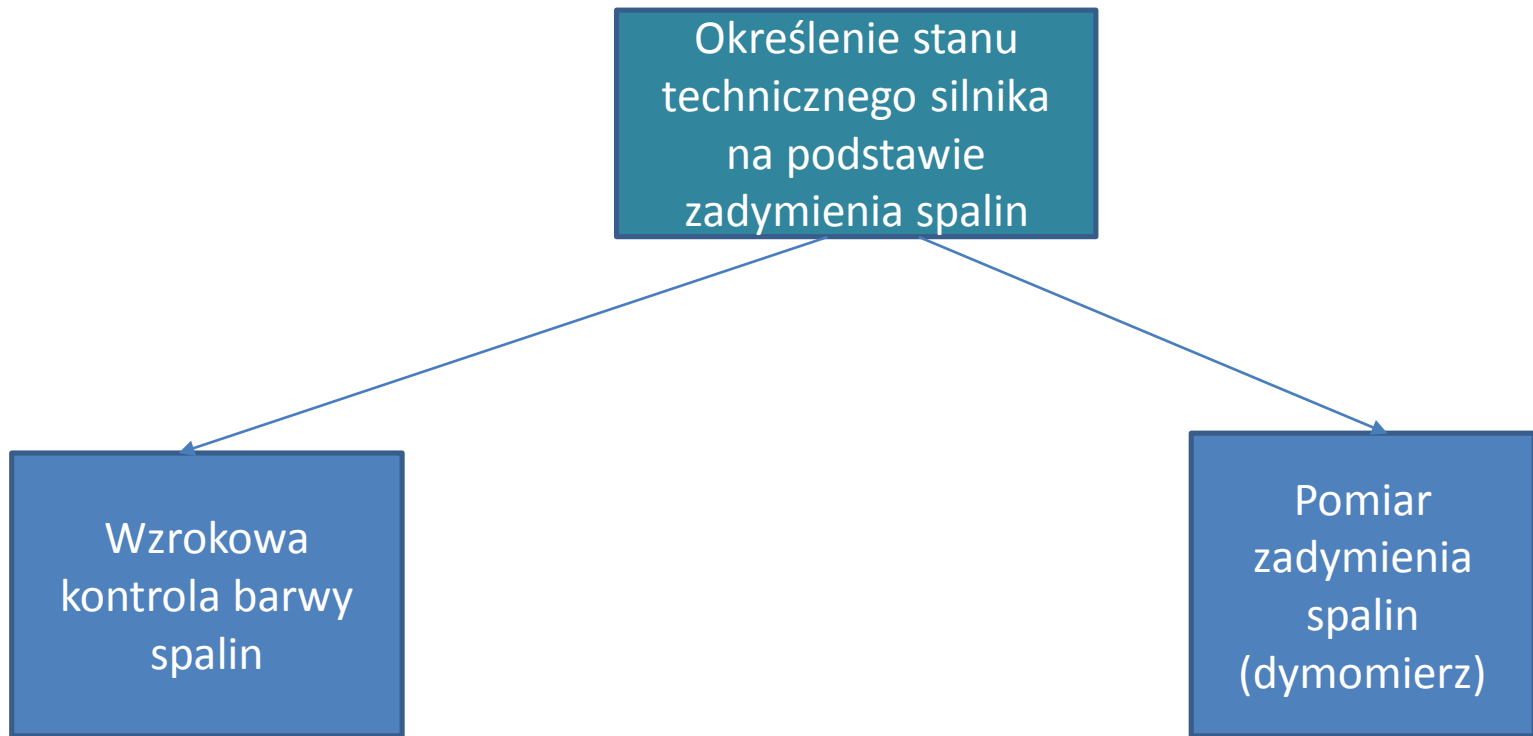 Określenie stanu
technicznego silnika
na podstawie
zadymienia spalin
Wzrokowa
kontrola barwy
spalin
Pomiar
zadymienia
spalin
(dymomierz)